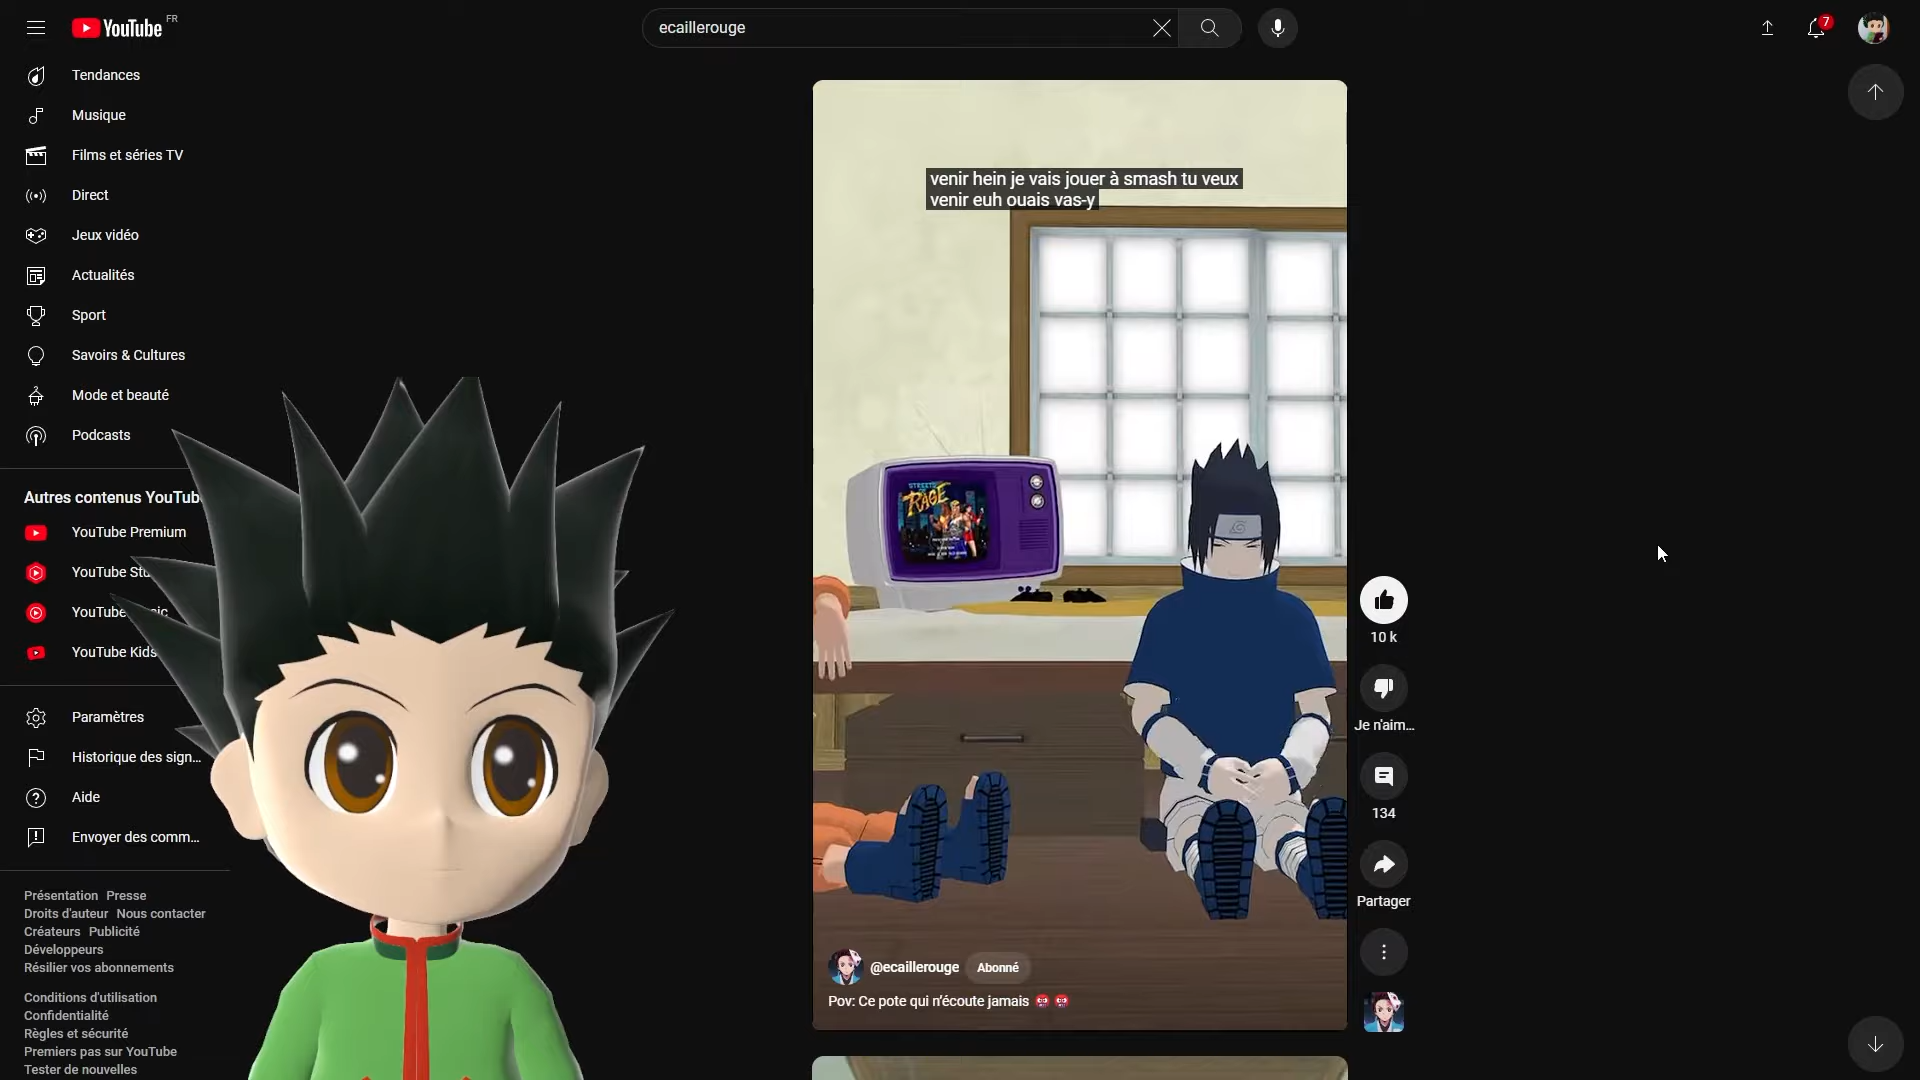 YouTube FR
ecaillerouge
7
Tendances
Musique
Films et séries TV
Direct
Jeux vidéo
Actualités
Sport
Savoirs & Cultures
Mode et beauté
Podcasts
Autres contenus YouTub
YouTube Premium
YouTube Stu
YouTube ic
YouTube Kids
Paramètres
Historique des sign...
Aide
Envoyer des comm...
Présentation Presse
Droits d'auteur Nous contacter
Créateurs Publicité
Développeurs
Résilier vos abonnements
Conditions d'utilisation
Confidentialité
Règles et sécurité
Premiers pas sur YouTube
Tester de nouvelles
venir hein je vais jouer à smash tu veux
venir euh ouais vas-y
STREETS
RAGE
@ecaillerouge Abonné
Pov: Ce pote qui n'écoute jamais 👹 👹
10 k
Je n'aim...
134
Partager